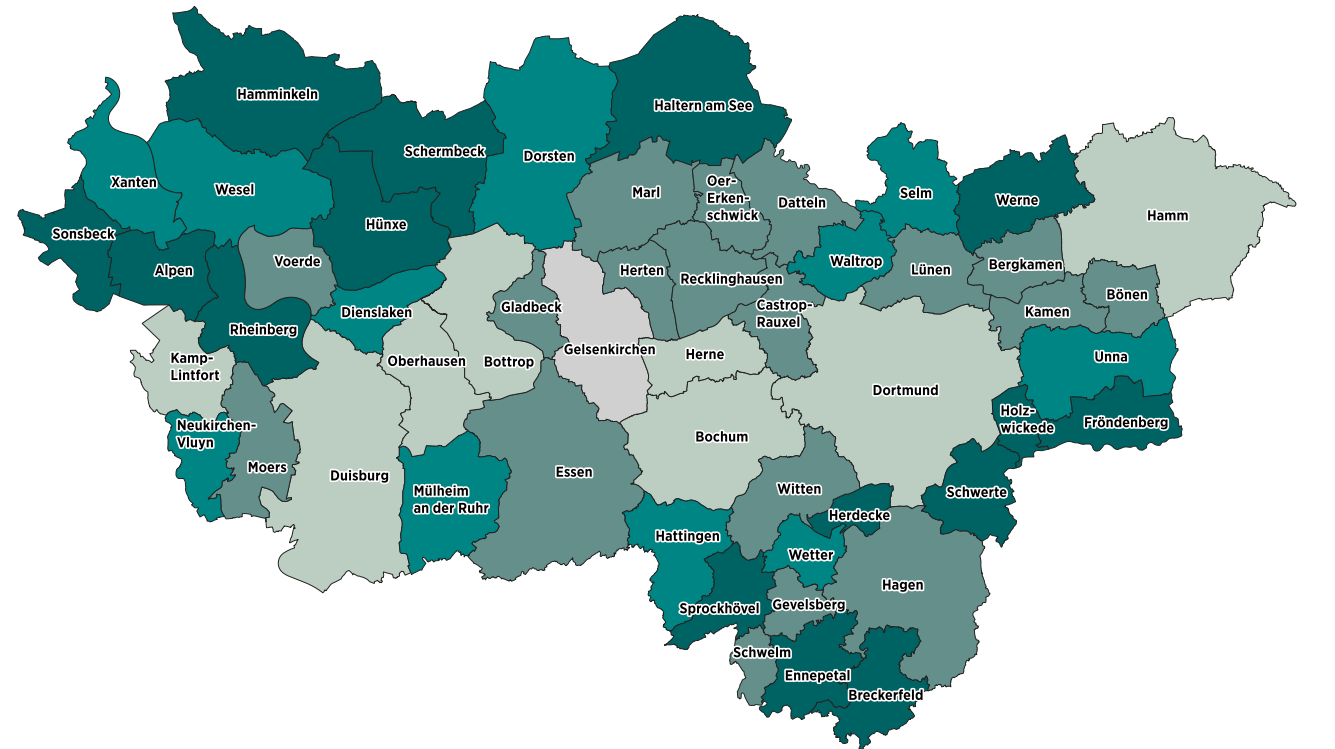 Hamminkeln
Haltern am See
Schermbeck
Dorsten
Xanten
Wesel
Marl
Oer-
Erken-
schwick
Datteln
Selm
Werne
Hamm
Sonsbeck
Hünxe
Alpen
Voerde
Herten
Recklinghausen
Waltrop
Lünen
Bergkamen
Bönen
Dienslaken
Gladbeck
Castrop-
Rauxel
Kamen
Rheinberg
Kamp-
Lintfort
Oberhausen
Bottrop
Gelsenkirchen
Herne
Unna
Dortmund
Holz-
wickede
Fröndenberg
Neukirchen-
Vluyn
Moers
Duisburg
Mülheim
an der Ruhr
Essen
Bochum
Witten
Schwerte
Herdecke
Hattingen
Wetter
Hagen
Sprockhövel
Gevelsberg
Schwelm
Ennepetal
Breckerfeld